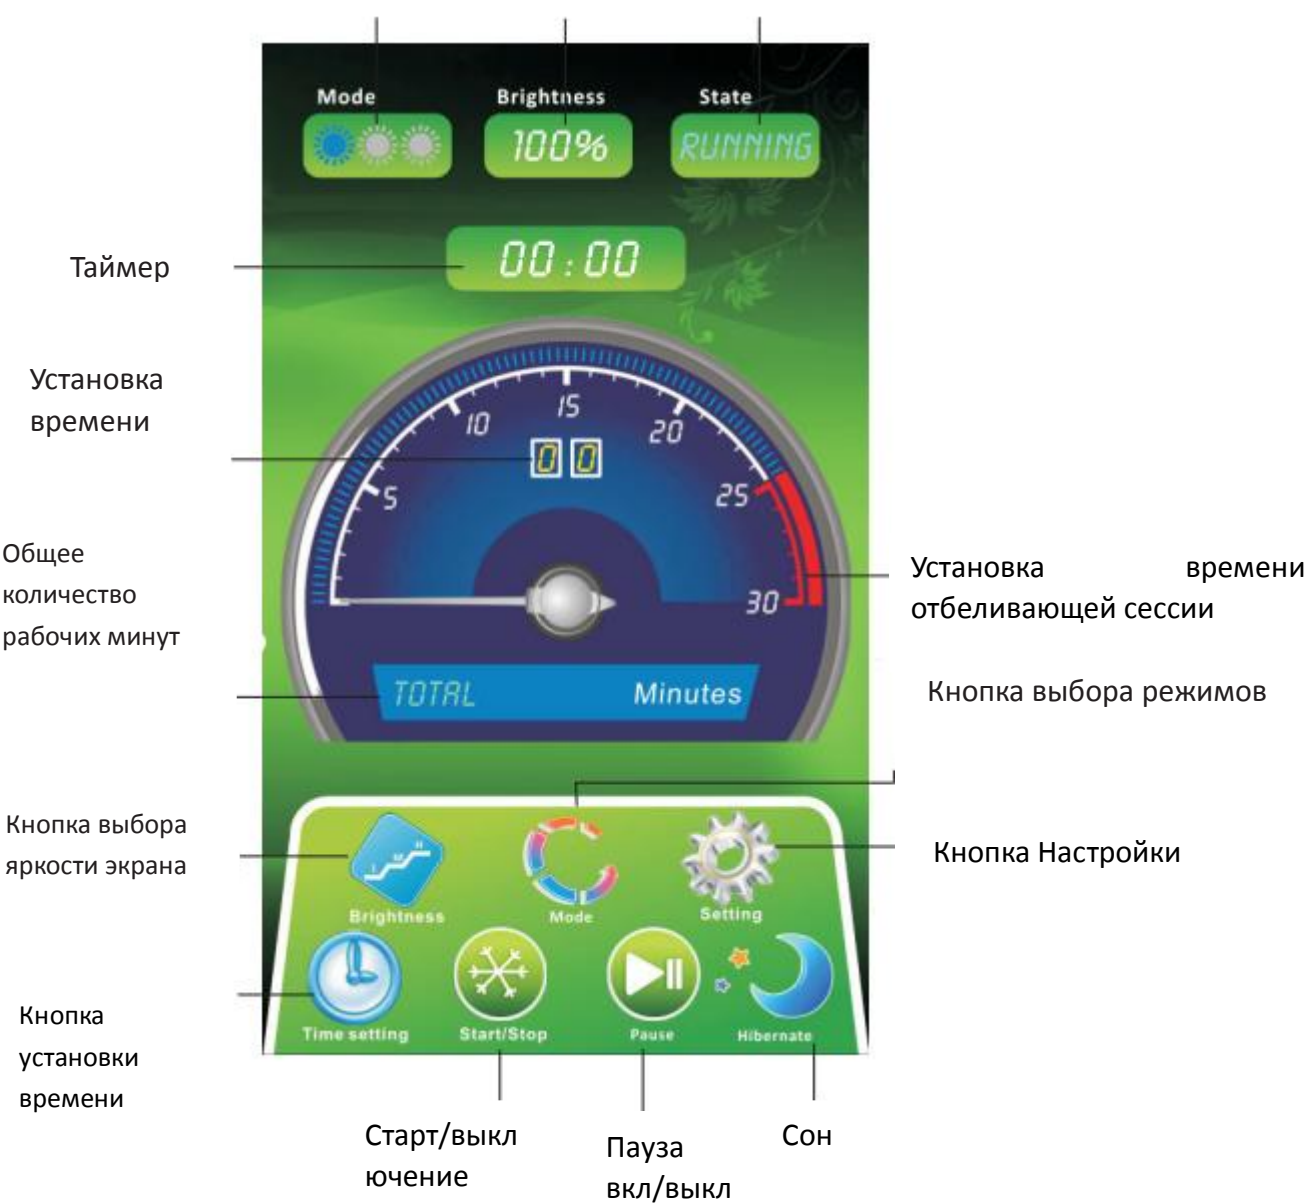 Mode Brightness State
100% RUNNING
Таймер
00:00
Установка
времени
15
10
20
00
5
25
Общее
количество
рабочих минут
Установка времени
отбеливающей сессии
30
TOTAL Minutes
Кнопка выбора режимов
Кнопка выбора
яркости экрана
Кнопка Настройки
I M H
Brightness Mode Setting
Кнопка
установки
времени
Time setting Start/Stop Pause Hibernate
Старт/выкл
ючение
Пауза
вкл/выкл
Сон